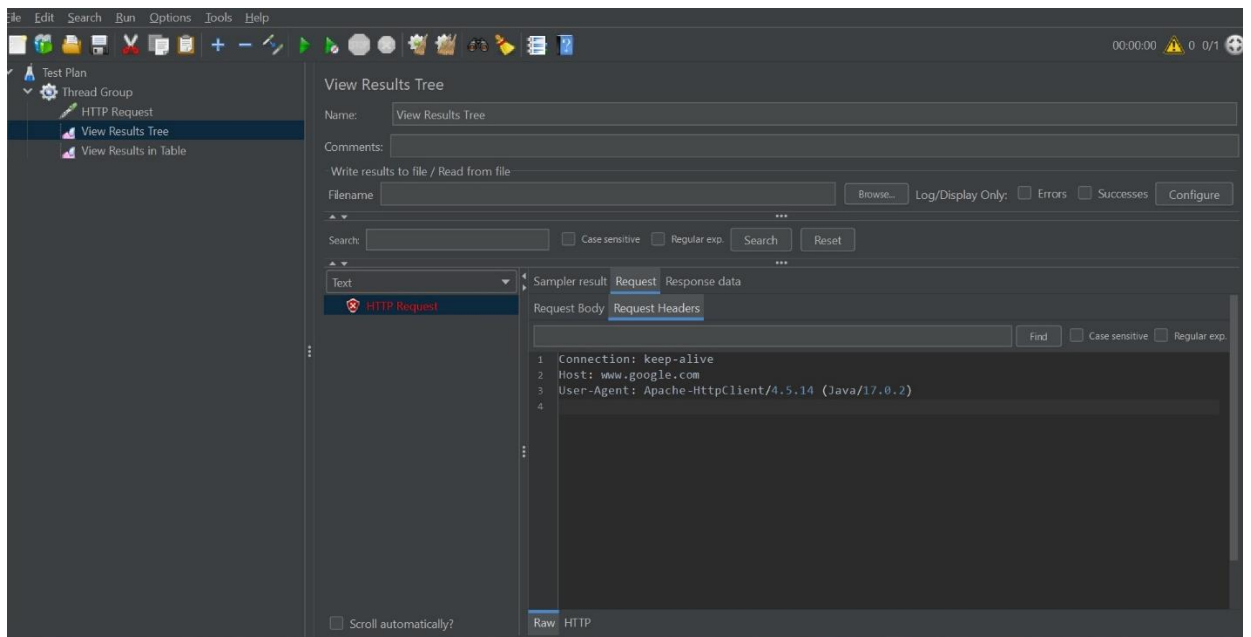 File Edit Search Run Options Tools Help
00:00:00 0 0/1
Test Plan
Thread Group
HTTP Request
View Results Tree
View Results in Table
View Results Tree
Name: View Results Tree
Comments:
Write results to file / Read from file
Filename Browse... Log/Display Only: Errors Successes Configure
Search: Case sensitive Regular exp. Search Reset
Text
HTTP Request
Scroll automatically?
Sampler result Request Response data
Request Body Request Headers
Find Case sensitive Regular exp.
1 Connection: keep-alive
2 Host: www.google.com
3 User-Agent: Apache-HttpClient/4.5.14 (Java/17.0.2)
4
Raw HTTP